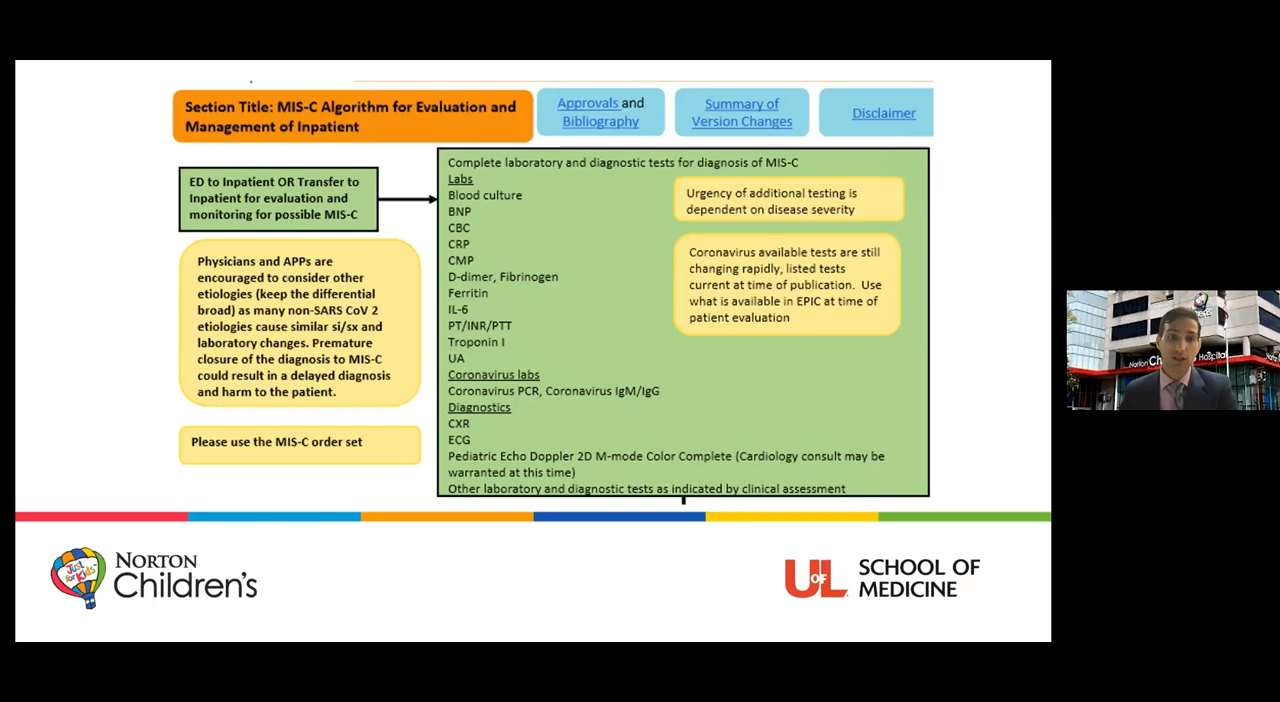 Section Title: MIS-C Algorithm for Evaluation and
Management of Inpatient
Approvals and
Bibliography
Summary of
Version Changes
Disclaimer
ED to Inpatient OR Transfer to
Inpatient for evaluation and
monitoring for possible MIS-C
Physicians and APPs are
encouraged to consider other
etiologies (keep the differential
broad) as many non-SARS CoV 2
etiologies cause similar si/sx and
laboratory changes. Premature
closure of the diagnosis to MIS-C
could result in a delayed diagnosis
and harm to the patient.
Please use the MIS-C order set
Complete laboratory and diagnostic tests for diagnosis of MIS-C
Labs
Blood culture
BNP
CBC
CRP
CMP
D-dimer, Fibrinogen
Ferritin
IL-6
PT/INR/PTT
Troponin I
UA
Coronavirus labs
Coronavirus PCR, Coronavirus IgM/IgG
Diagnostics
CXR
ECG
Pediatric Echo Doppler 2D M-mode Color Complete (Cardiology consult may be
warranted at this time)
Other laboratory and diagnostic tests as indicated by clinical assessment
Urgency of additional testing is
dependent on disease severity
Coronavirus available tests are still
changing rapidly, listed tests
current at time of publication. Use
what is available in EPIC at time of
patient evaluation
Just
for Kids
NORTON
Children's
UOFL
SCHOOL OF
MEDICINE
Norton Ch
Hospital